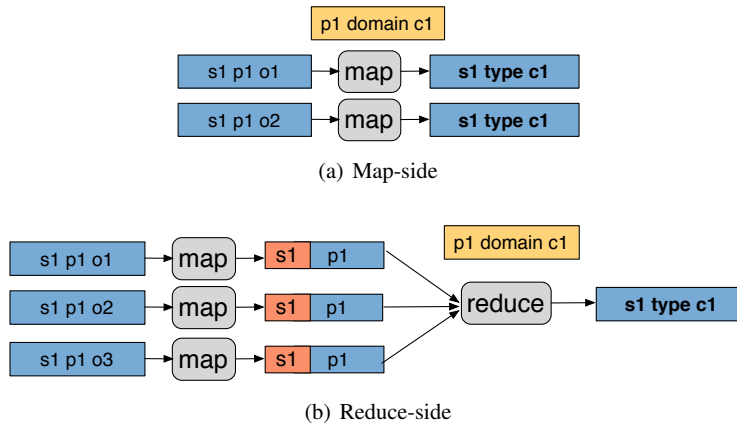 p1 domain c1
s1 p1 o1 map s1 type c1
s1 p1 o2 map s1 type c1
(a) Map-side
p1 domain c1
s1 p1 o1 map s1 p1
s1 p1 o2 map s1 p1 reduce s1 type c1
s1 p1 o3 map s1 p1
(b) Reduce-side